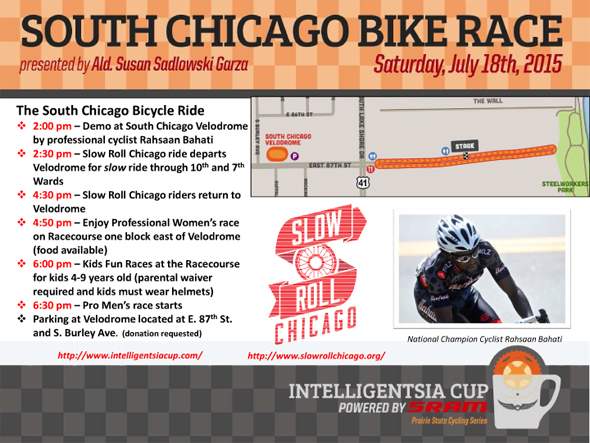 SOUTH CHICAGO BIKE RACE
presented by Ald. Susan Sadlowski Garza
Saturday, July 18th, 2015
The South Chicago Bicycle Ride
❖ 2:00 pm – Demo at South Chicago Velodrome
by professional cyclist Rahsaan Bahati
❖ 2:30 pm – Slow Roll Chicago ride departs
Velodrome for slow ride through 10th and 7th
Wards
❖ 4:30 pm – Slow Roll Chicago riders return to
Velodrome
❖ 4:50 pm – Enjoy Professional Women's race
on Racecourse one block east of Velodrome
(food available)
❖ 6:00 pm – Kids Fun Races at the Racecourse
for kids 4-9 years old (parental waiver
required and kids must wear helmets)
❖ 6:30 pm – Pro Men's race starts
❖ Parking at Velodrome located at E. 87th St.
and S. Burley Ave. (donation requested)
THE WALL
E 86TH ST
S BURLEY AVE
SOUTH CHICAGO
VELODROME
P
EAST 87TH ST
SOUTH LAKE SHORE DR
41
STAGE
STEELWORKERS
PARK
SLOW
ROLL
CHICAGO
National Champion Cyclist Rahsaan Bahati
http://www.intelligentsiacup.com/
http://www.slowrollchicago.org/
INTELLIGENTSIA CUP
POWERED BY SRAM
Prairie State Cycling Series